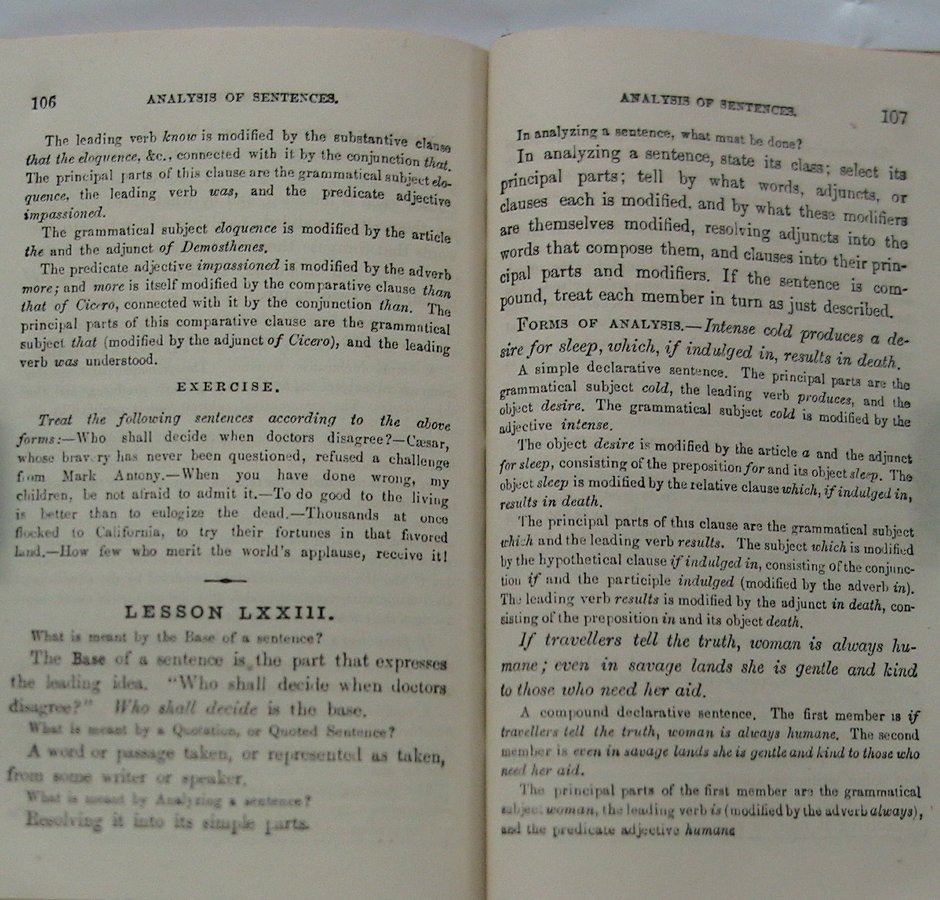 106 ANALYSIS OF SENTENCES.
The leading verb know is modified by the substantive clause
that the eloquence, &c., connected with it by the conjunction that.
The principal parts of this clause are the grammatical subject elo-
quence, the leading verb was, and the predicate adjective
impassioned.
The grammatical subject eloquence is modified by the article
the and the adjunct of Demosthenes.
The predicate adjective impassioned is modified by the adverb
more; and more is itself modified by the comparative clause than
that of Cicero, connected with it by the conjunction than. The
principal parts of this comparative clause are the grammatical
subject that (modified by the adjunct of Cicero), and the leading
verb was understood.
EXERCISE.
Treat the following sentences according to the above
forms:—Who shall decide when doctors disagree?—Cæsar,
whose bravery has never been questioned, refused a challenge
from Mark Antony.—When you have done wrong, my
children, be not afraid to admit it.—To do good to the living
is better than to eulogize the dead.—Thousands at once
flocked to California, to try their fortunes in that favored
land.—How few who merit the world's applause, receive it!
LESSON LXXIII.
What is meant by the Base of a sentence?
The Base of a sentence is the part that expresses
the leading idea. "Who shall decide when doctors
disagree?" Who shall decide is the base.
What is meant by a Quotation, or Quoted Sentence?
A word or passage taken, or represented as taken,
from some writer or speaker.
What is meant by Analyzing a sentence?
Resolving it into its simple parts.
ANALYSIS OF SENTENCES. 107
In analyzing a sentence, what must be done?
In analyzing a sentence, state its class; select its
principal parts; tell by what words, adjuncts, or
clauses each is modified, and by what these modifiers
are themselves modified, resolving adjuncts into the
words that compose them, and clauses into their prin-
cipal parts and modifiers. If the sentence is com-
pound, treat each member in turn as just described.
FORMS OF ANALYSIS.—Intense cold produces a de-
sire for sleep, which, if indulged in, results in death.
A simple declarative sentence. The principal parts are the
grammatical subject cold, the leading verb produces, and the
object desire. The grammatical subject cold is modified by the
adjective intense.
The object desire is modified by the article a and the adjunct
for sleep, consisting of the preposition for and its object sleep. The
object sleep is modified by the relative clause which, if indulged in,
results in death.
The principal parts of this clause are the grammatical subject
which and the leading verb results. The subject which is modified
by the hypothetical clause if indulged in, consisting of the conjunc-
tion if and the participle indulged (modified by the adverb in).
The leading verb results is modified by the adjunct in death, con-
sisting of the preposition in and its object death.
If travellers tell the truth, woman is always hu-
mane; even in savage lands she is gentle and kind
to those who need her aid.
A compound declarative sentence. The first member is if
travellers tell the truth, woman is always humane. The second
member is even in savage lands she is gentle and kind to those who
need her aid.
The principal parts of the first member are the grammatical
subject woman, the leading verb is (modified by the adverb always),
and the predicate adjective humane